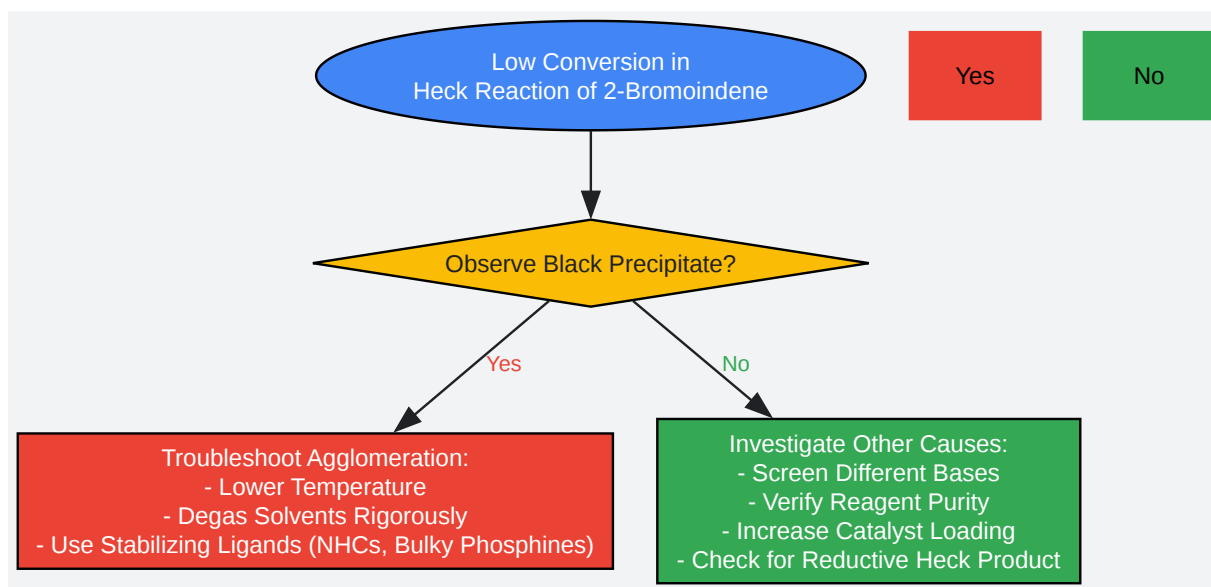 Low Conversion in
Heck Reaction of 2-Bromoindene
Yes
No
Observe Black Precipitate?
Yes
No
Troubleshoot Agglomeration:
- Lower Temperature
- Degas Solvents Rigorously
- Use Stabilizing Ligands (NHCs, Bulky Phosphines)
Investigate Other Causes:
- Screen Different Bases
- Verify Reagent Purity
- Increase Catalyst Loading
- Check for Reductive Heck Product